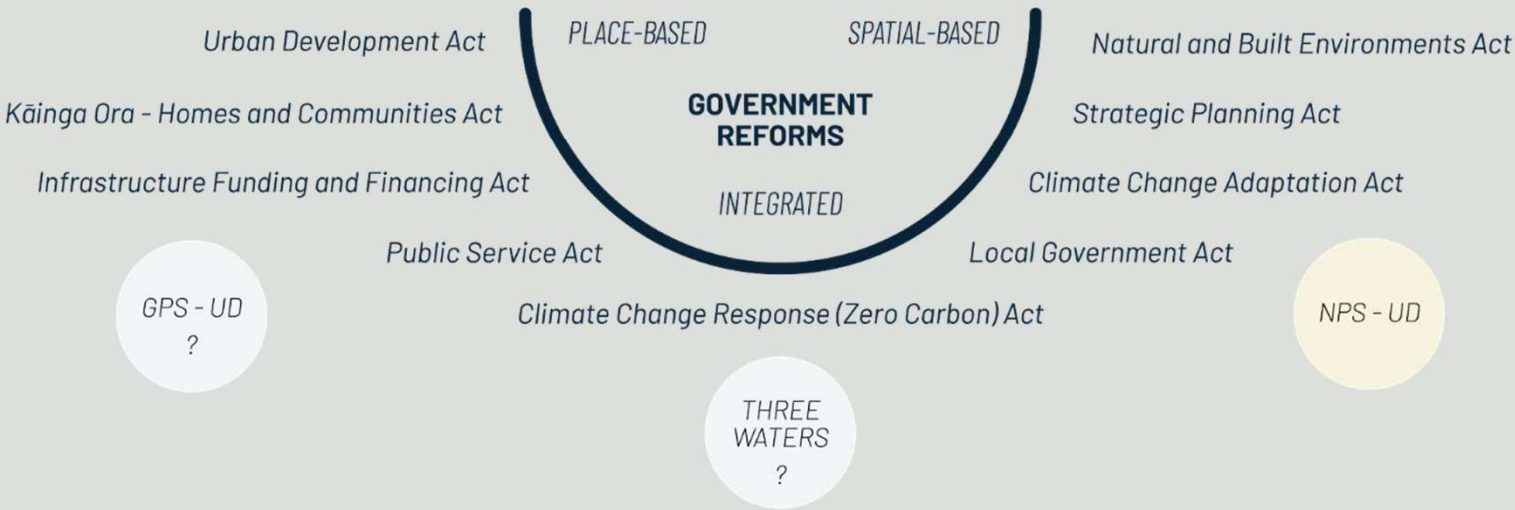 PLACE-BASED
SPATIAL-BASED
Urban Development Act
Natural and Built Environments Act
GOVERNMENT
REFORMS
Kāinga Ora - Homes and Communities Act
Strategic Planning Act
Infrastructure Funding and Financing Act
Climate Change Adaptation Act
INTEGRATED
Public Service Act
Local Government Act
GPS - UD
?
Climate Change Response (Zero Carbon) Act
NPS - UD
THREE
WATERS
?